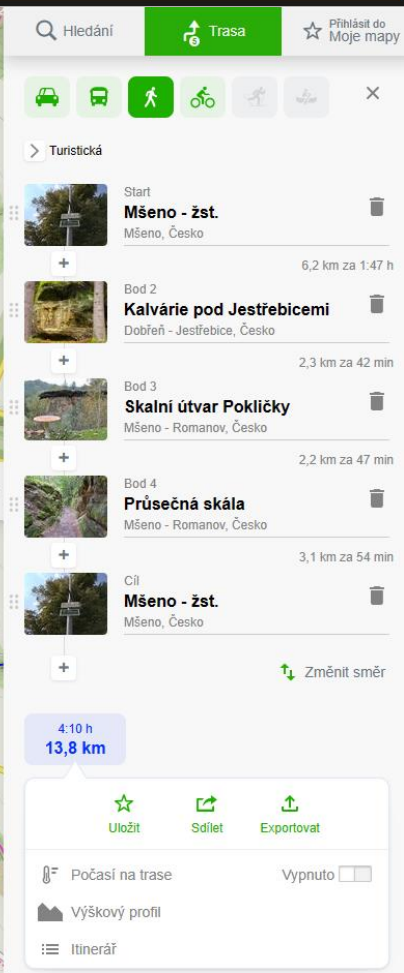 Hledání
Trasa
Přihlásit do
Moje mapy
Turistická
Start
Mšeno - žst.
Mšeno, Česko
6,2 km za 1:47 h
Bod 2
Kalvárie pod Jestřebicemi
Dobřeň - Jestřebice, Česko
2,3 km za 42 min
Bod 3
Skalní útvar Pokličky
Mšeno - Romanov, Česko
2,2 km za 47 min
Bod 4
Průsečná skála
Mšeno - Romanov, Česko
3,1 km za 54 min
Cíl
Mšeno - žst.
Mšeno, Česko
Změnit směr
4:10 h
13,8 km
Uložit Sdílet Exportovat
Počasí na trase Vypnuto
Výškový profil
Itinerář